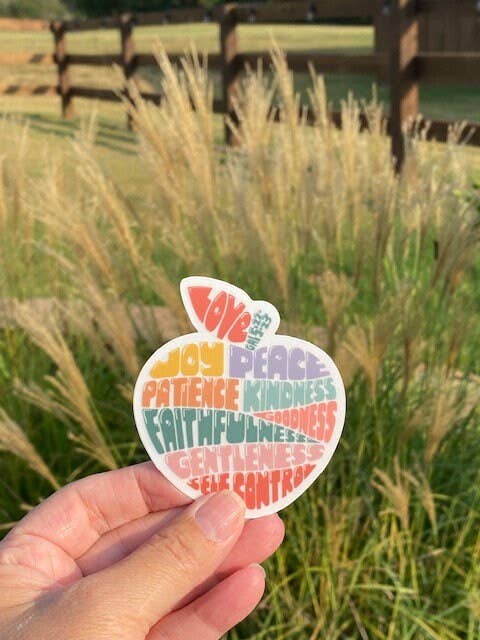 LOVE
JOY PEACE
PATIENCE KINDNESS
GOODNESS
FAITHFULNESS
GENTLENESS
SELF CONTROL